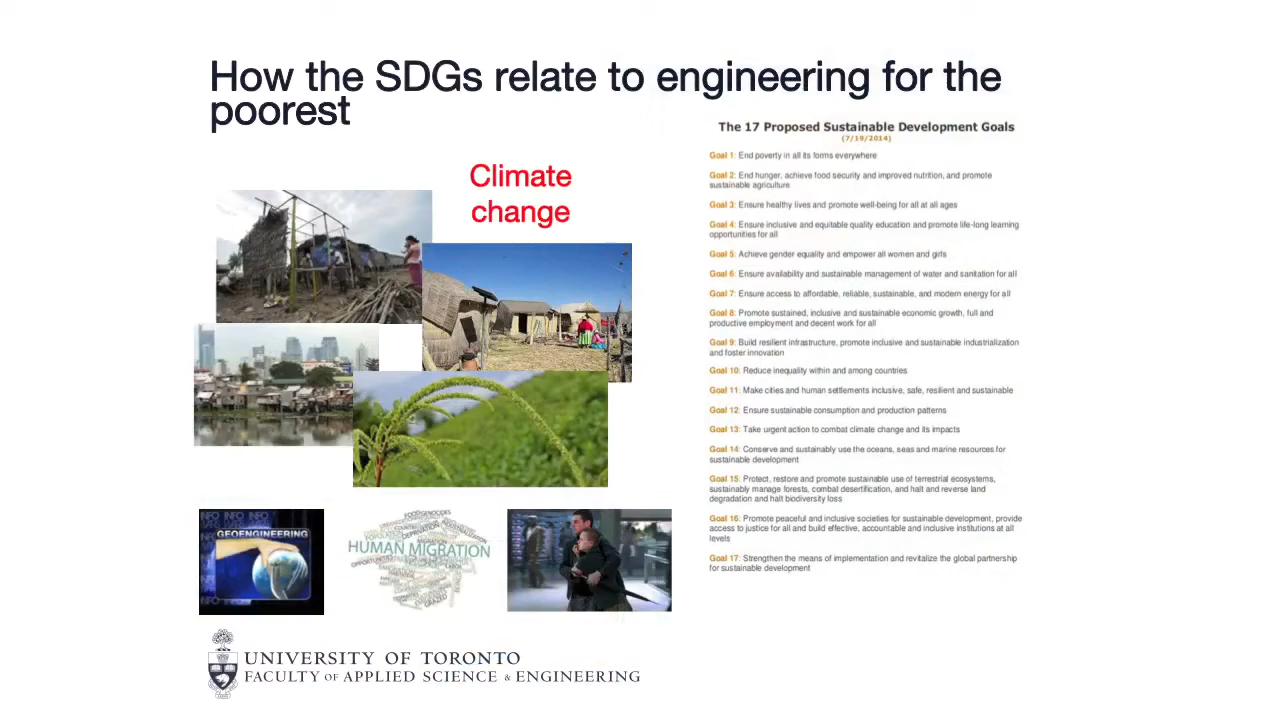 How the SDGs relate to engineering for the
poorest
Climate
change
The 17 Proposed Sustainable Development Goals
(7/19/2014)
Goal 1: End poverty in all its forms everywhere
Goal 2: End hunger, achieve food security and improved nutrition, and promote
sustainable agriculture
Goal 3: Ensure healthy lives and promote well-being for all at all ages
Goal 4: Ensure inclusive and equitable quality education and promote life-long learning
opportunities for all
Goal 5: Achieve gender equality and empower all women and girls
Goal 6: Ensure availability and sustainable management of water and sanitation for all
Goal 7: Ensure access to affordable, reliable, sustainable, and modern energy for all
Goal 8: Promote sustained, inclusive and sustainable economic growth, full and
productive employment and decent work for all
Goal 9: Build resilient infrastructure, promote inclusive and sustainable industrialization
and foster innovation
Goal 10: Reduce inequality within and among countries
Goal 11: Make cities and human settlements inclusive, safe, resilient and sustainable
Goal 12: Ensure sustainable consumption and production patterns
Goal 13: Take urgent action to combat climate change and its impacts
Goal 14: Conserve and sustainably use the oceans, seas and marine resources for
sustainable development
Goal 15: Protect, restore and promote sustainable use of terrestrial ecosystems,
sustainably manage forests, combat desertification, and halt and reverse land
degradation and halt biodiversity loss
Goal 16: Promote peaceful and inclusive societies for sustainable development, provide
access to justice for all and build effective, accountable and inclusive institutions at all
levels
Goal 17: Strengthen the means of implementation and revitalize the global partnership
for sustainable development
INFO INFO INFO
GEOENGINEERING
HUMAN MIGRATION
UNIVERSITY OF TORONTO
FACULTY OF APPLIED SCIENCE & ENGINEERING